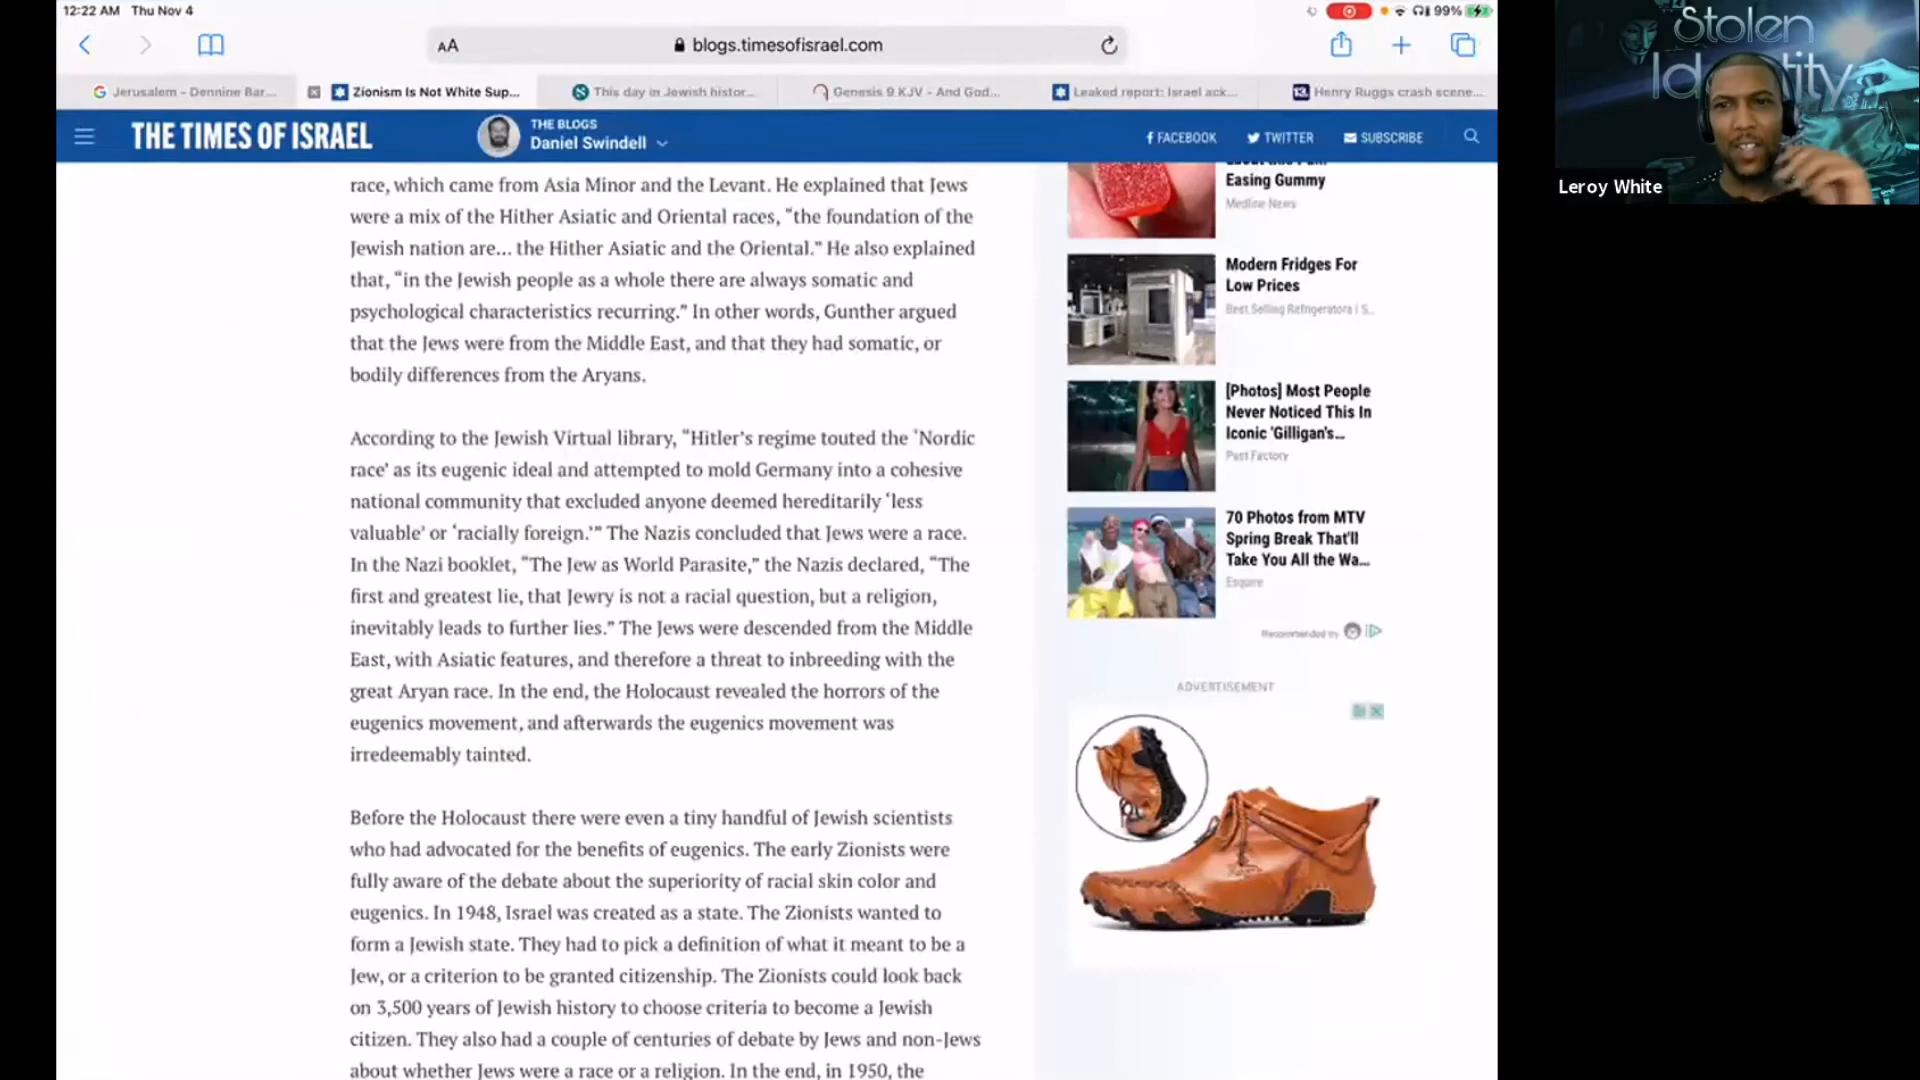 12:22 AM Thu Nov 4
99%
AA
blogs.timesofisrael.com
Jerusalem - Dennine Bar...
Zionism Is Not White Sup...
This day in Jewish histor...
Genesis 9 KJV - And God...
Leaked report: Israel ack...
Henry Ruggs crash scene...
THE TIMES OF ISRAEL
THE BLOGS
Daniel Swindell
FACEBOOK
TWITTER
SUBSCRIBE
race, which came from Asia Minor and the Levant. He explained that Jews
were a mix of the Hither Asiatic and Oriental races, “the foundation of the
Jewish nation are... the Hither Asiatic and the Oriental.” He also explained
that, “in the Jewish people as a whole there are always somatic and
psychological characteristics recurring.” In other words, Gunther argued
that the Jews were from the Middle East, and that they had somatic, or
bodily differences from the Aryans.
According to the Jewish Virtual library, “Hitler’s regime touted the ‘Nordic
race’ as its eugenic ideal and attempted to mold Germany into a cohesive
national community that excluded anyone deemed hereditarily ‘less
valuable’ or ‘racially foreign.’” The Nazis concluded that Jews were a race.
In the Nazi booklet, “The Jew as World Parasite,” the Nazis declared, “The
first and greatest lie, that Jewry is not a racial question, but a religion,
inevitably leads to further lies.” The Jews were descended from the Middle
East, with Asiatic features, and therefore a threat to inbreeding with the
great Aryan race. In the end, the Holocaust revealed the horrors of the
eugenics movement, and afterwards the eugenics movement was
irredeemably tainted.
Before the Holocaust there were even a tiny handful of Jewish scientists
who had advocated for the benefits of eugenics. The early Zionists were
fully aware of the debate about the superiority of racial skin color and
eugenics. In 1948, Israel was created as a state. The Zionists wanted to
form a Jewish state. They had to pick a definition of what it meant to be a
Jew, or a criterion to be granted citizenship. The Zionists could look back
on 3,500 years of Jewish history to choose criteria to become a Jewish
citizen. They also had a couple of centuries of debate by Jews and non-Jews
about whether Jews were a race or a religion. In the end, in 1950, the
Easing Gummy
Medline News
Modern Fridges For
Low Prices
Best Selling Refrigerators | S...
[Photos] Most People
Never Noticed This In
Iconic 'Gilligan's...
Past Factory
70 Photos from MTV
Spring Break That'll
Take You All the Wa...
Esquire
Recommended by
ADVERTISEMENT
Stolen
Identity
Leroy White